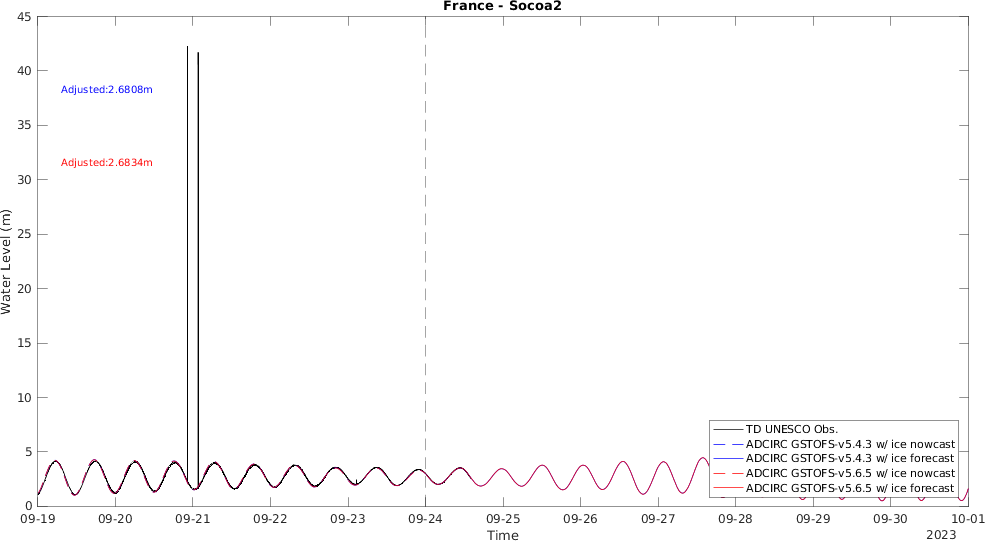 France - Socoa2
45
40
35
30
25
20
15
10
5
0
Water Level (m)
Adjusted:2.6808m
Adjusted:2.6834m
TD UNESCO Obs.
ADCIRC GSTOFS-v5.4.3 w/ ice nowcast
ADCIRC GSTOFS-v5.4.3 w/ ice forecast
ADCIRC GSTOFS-v5.6.5 w/ ice nowcast
ADCIRC GSTOFS-v5.6.5 w/ ice forecast
09-19 09-20 09-21 09-22 09-23 09-24 09-25 09-26 09-27 09-28 09-29 09-30 10-01
Time
2023